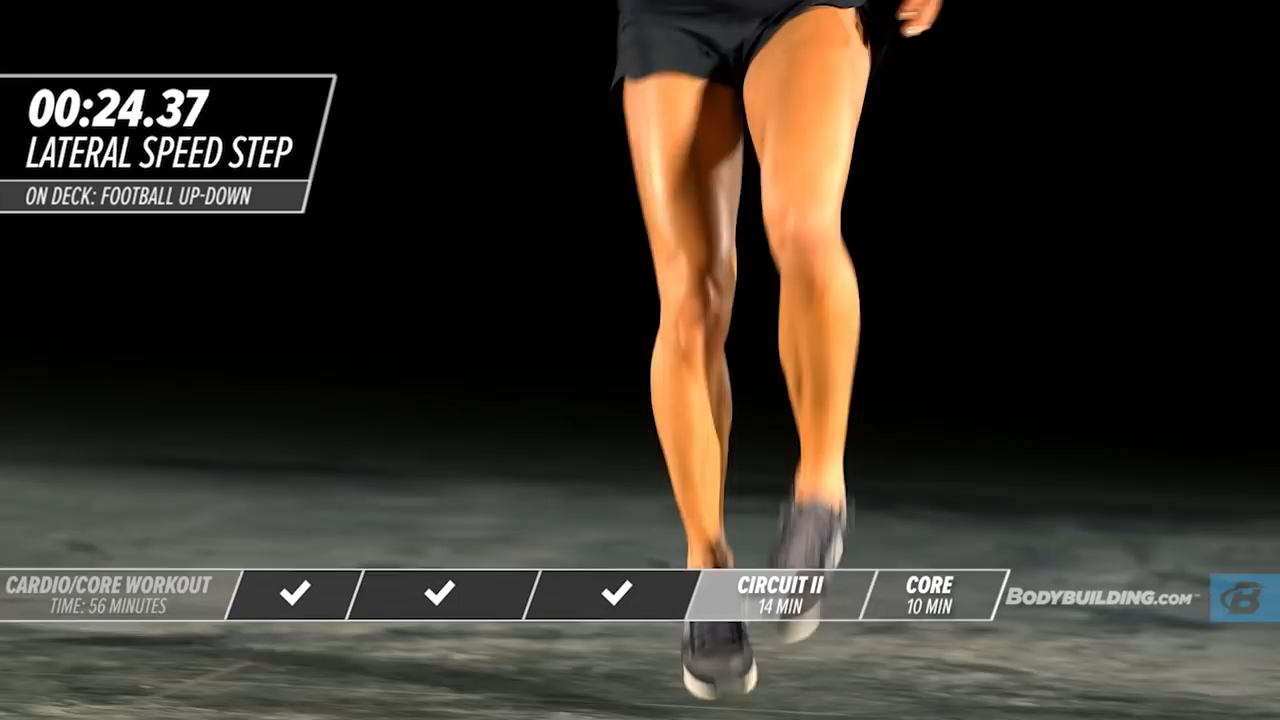 00:24.37
LATERAL SPEED STEP
ON DECK: FOOTBALL UP-DOWN
CARDIO/CORE WORKOUT
TIME: 56 MINUTES
CIRCUIT II
14 MIN
CORE
10 MIN
BODYBUILDING.COM™
B